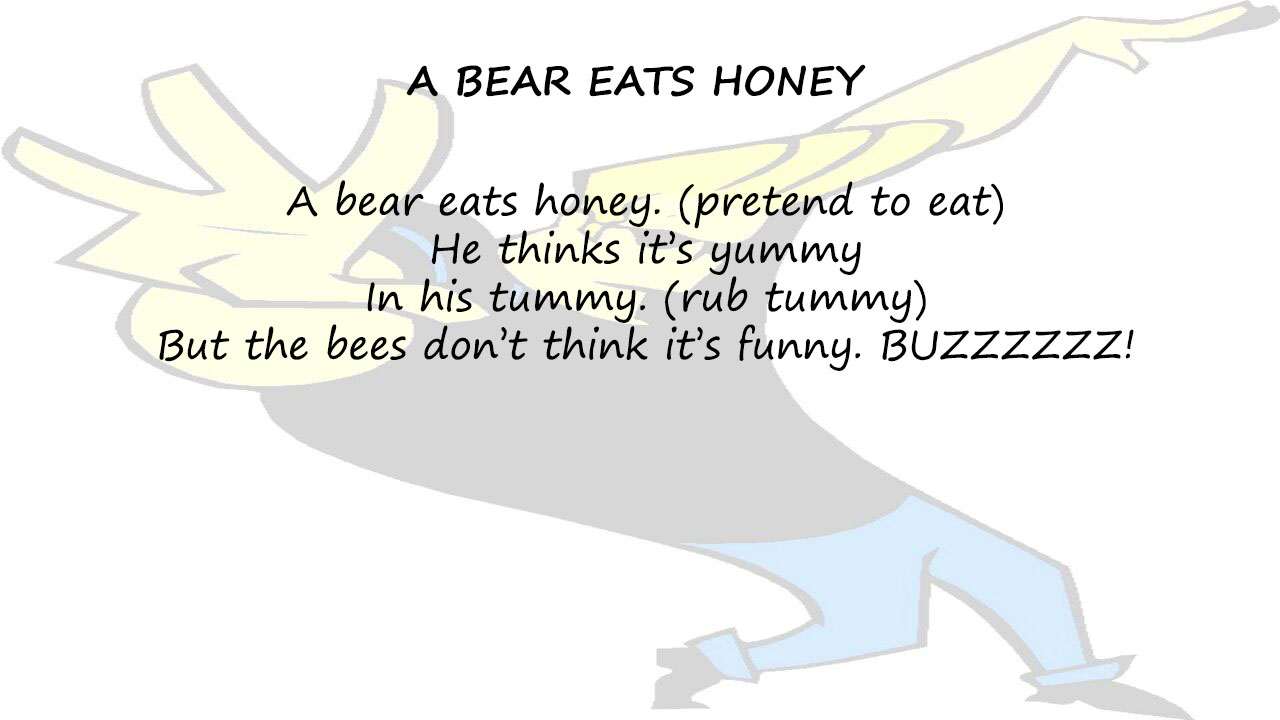 A BEAR EATS HONEY
A bear eats honey. (pretend to eat)
He thinks it’s yummy
In his tummy. (rub tummy)
But the bees don’t think it’s funny. BUZZZZZZ!